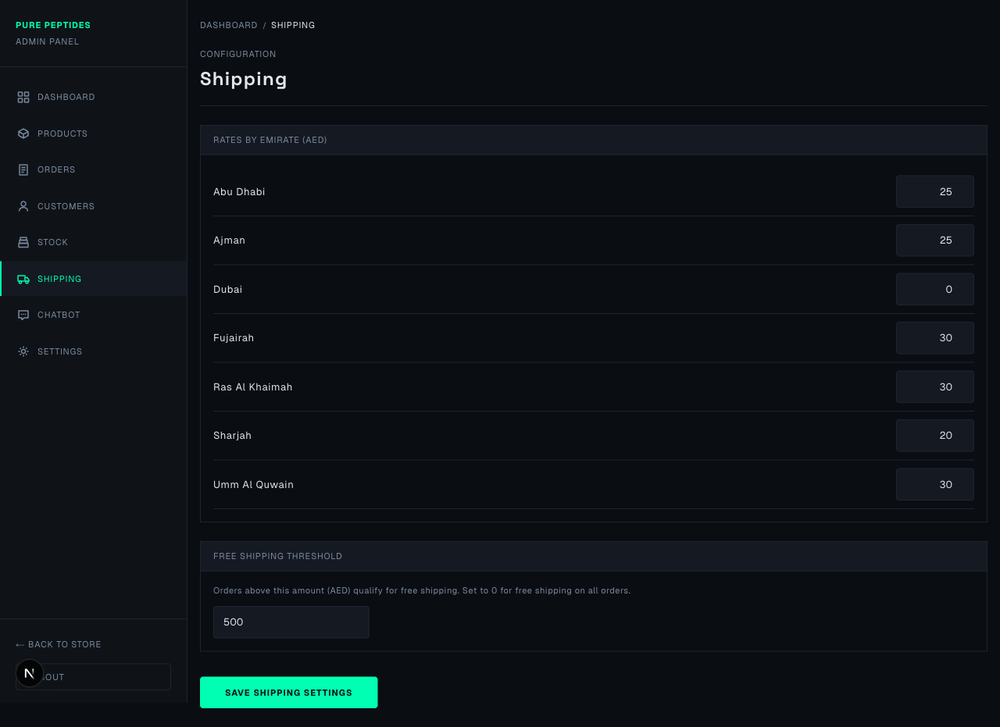 PURE PEPTIDES
ADMIN PANEL
DASHBOARD
PRODUCTS
ORDERS
CUSTOMERS
STOCK
SHIPPING
CHATBOT
SETTINGS
← BACK TO STORE
N
OUT
DASHBOARD / SHIPPING
CONFIGURATION
Shipping
RATES BY EMIRATE (AED)
Abu Dhabi 25
Ajman 25
Dubai 0
Fujairah 30
Ras Al Khaimah 30
Sharjah 20
Umm Al Quwain 30
FREE SHIPPING THRESHOLD
Orders above this amount (AED) qualify for free shipping. Set to 0 for free shipping on all orders.
500
SAVE SHIPPING SETTINGS